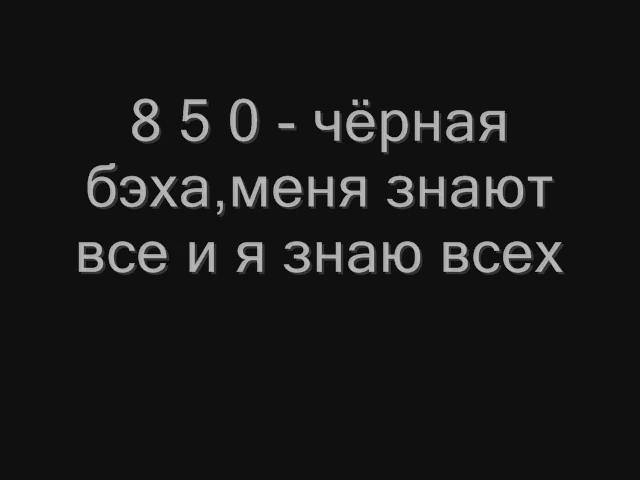 8 5 0 - чёрная
бэха,меня знают
все и я знаю всех